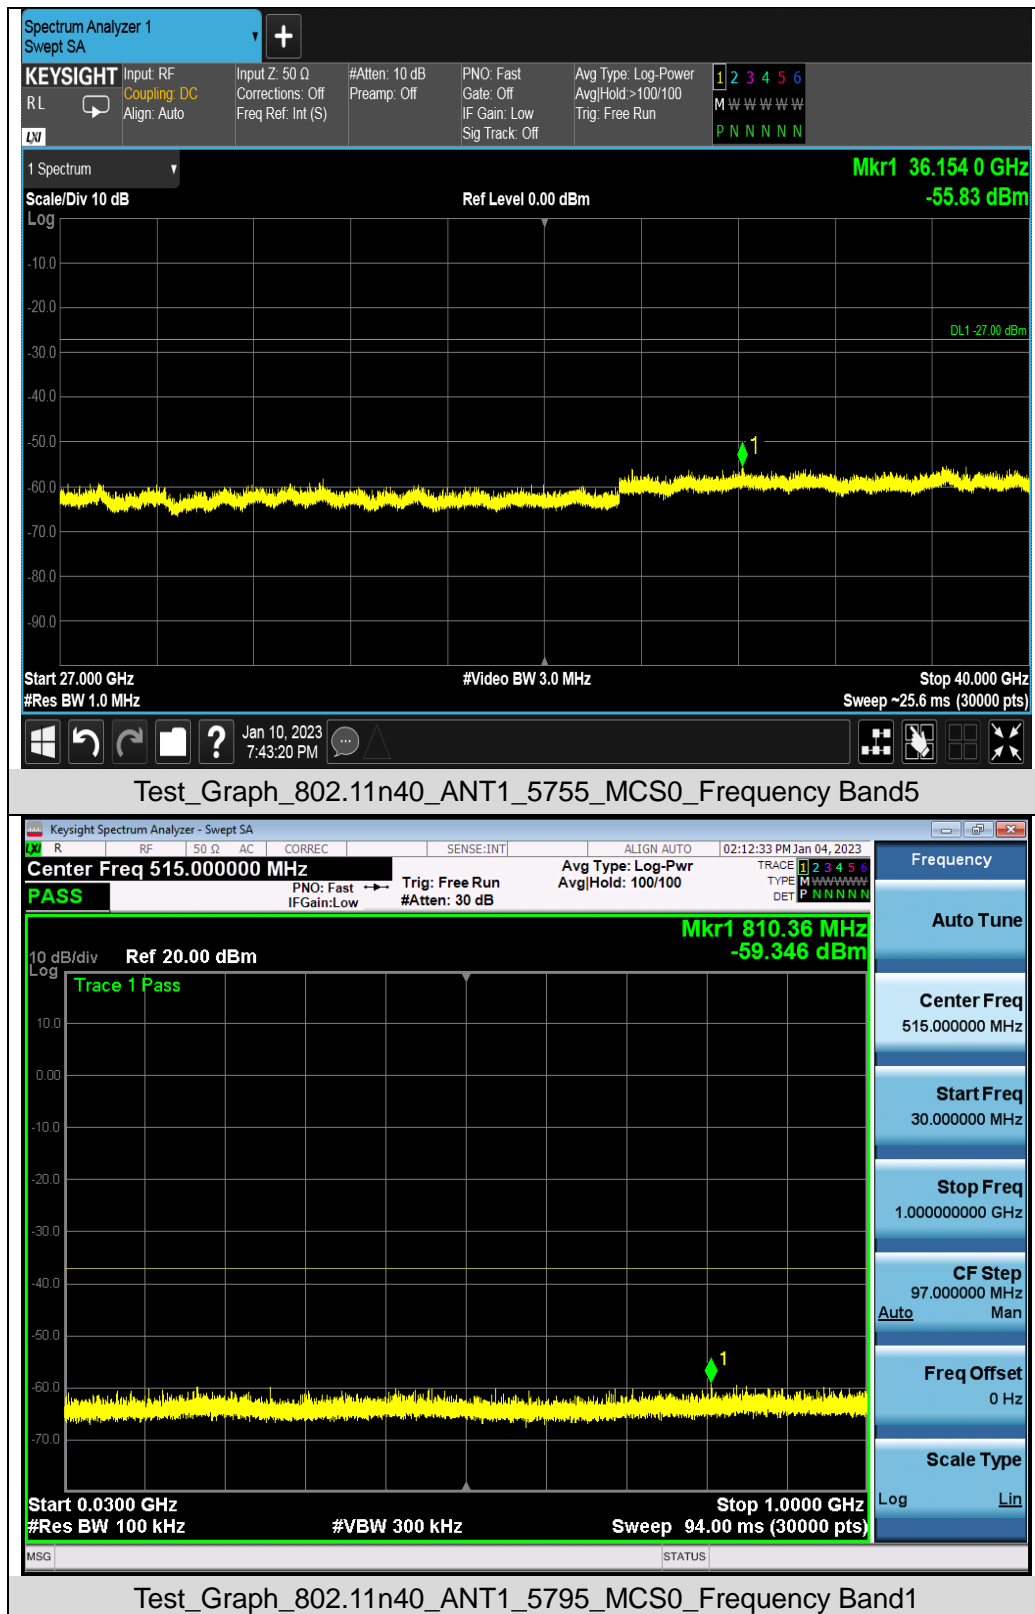 Spectrum Analyzer 1
Swept SA
KEYSIGHT
R L
LXI
Input: RF
Coupling: DC
Align: Auto
Input Z: 50 Ω
Corrections: Off
Freq Ref: Int (S)
#Atten: 10 dB
Preamp: Off
PNO: Fast
Gate: Off
IF Gain: Low
Sig Track: Off
Avg Type: Log-Power
Avg|Hold:>100/100
Trig: Free Run
1 2 3 4 5 6
M W W W W W
P N N N N N
1 Spectrum
Mkr1 36.154 0 GHz
-55.83 dBm
Scale/Div 10 dB
Ref Level 0.00 dBm
Log
-10.0
-20.0
DL1 -27.00 dBm
-30.0
-40.0
-50.0
1
-60.0
-70.0
-80.0
-90.0
Start 27.000 GHz
#Video BW 3.0 MHz
Stop 40.000 GHz
#Res BW 1.0 MHz
Sweep ~25.6 ms (30000 pts)
?
Jan 10, 2023
7:43:20 PM
Test_Graph_802.11n40_ANT1_5755_MCS0_Frequency Band5
Keysight Spectrum Analyzer - Swept SA
LXI R RF 50 Ω AC CORREC SENSE:INT ALIGN AUTO 02:12:33 PM Jan 04, 2023
Center Freq 515.000000 MHz
PASS
PNO: Fast
IFGain:Low
Trig: Free Run
#Atten: 30 dB
Avg Type: Log-Pwr
Avg|Hold: 100/100
TRACE 1 2 3 4 5 6
TYPE M W W W W W
DET P N N N N N
Mkr1 810.36 MHz
-59.346 dBm
10 dB/div
Log
Ref 20.00 dBm
Trace 1 Pass
10.0
0.00
-10.0
-20.0
-30.0
-40.0
-50.0
1
-60.0
-70.0
Start 0.0300 GHz
Stop 1.0000 GHz
#Res BW 100 kHz
#VBW 300 kHz
Sweep 94.00 ms (30000 pts)
MSG
STATUS
Frequency
Auto Tune
Center Freq
515.000000 MHz
Start Freq
30.000000 MHz
Stop Freq
1.000000000 GHz
CF Step
97.000000 MHz
Auto Man
Freq Offset
0 Hz
Scale Type
Log Lin
Test_Graph_802.11n40_ANT1_5795_MCS0_Frequency Band1